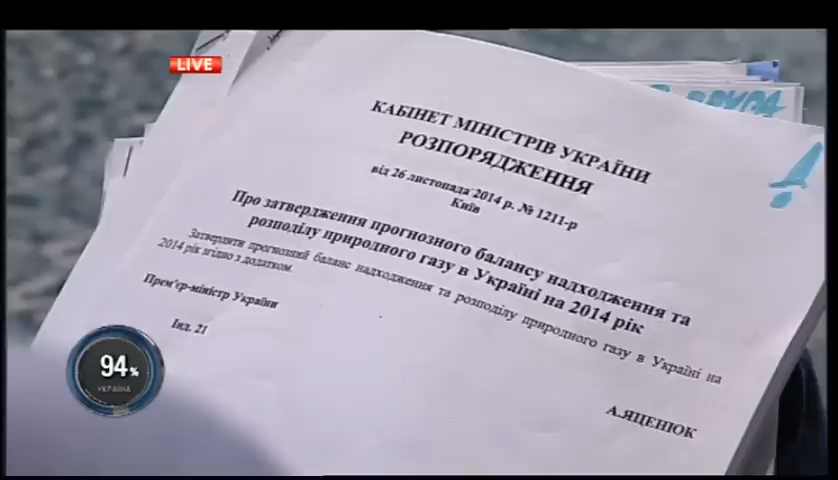 LIVE
КАБІНЕТ МІНІСТРІВ УКРАЇНИ
РОЗПОРЯДЖЕННЯ
від 26 листопада 2014 р. № 1211-р
Київ
Про затвердження прогнозного балансу надходження та
розподілу природного газу в Україні на 2014 рік
Затвердити прогнозний баланс надходження та розподілу природного газу в Україні на
2014 рік згідно з додатком.
Прем'єр-міністр України
А.ЯЦЕНЮК
Інд. 21
94%
УКРАЇНА